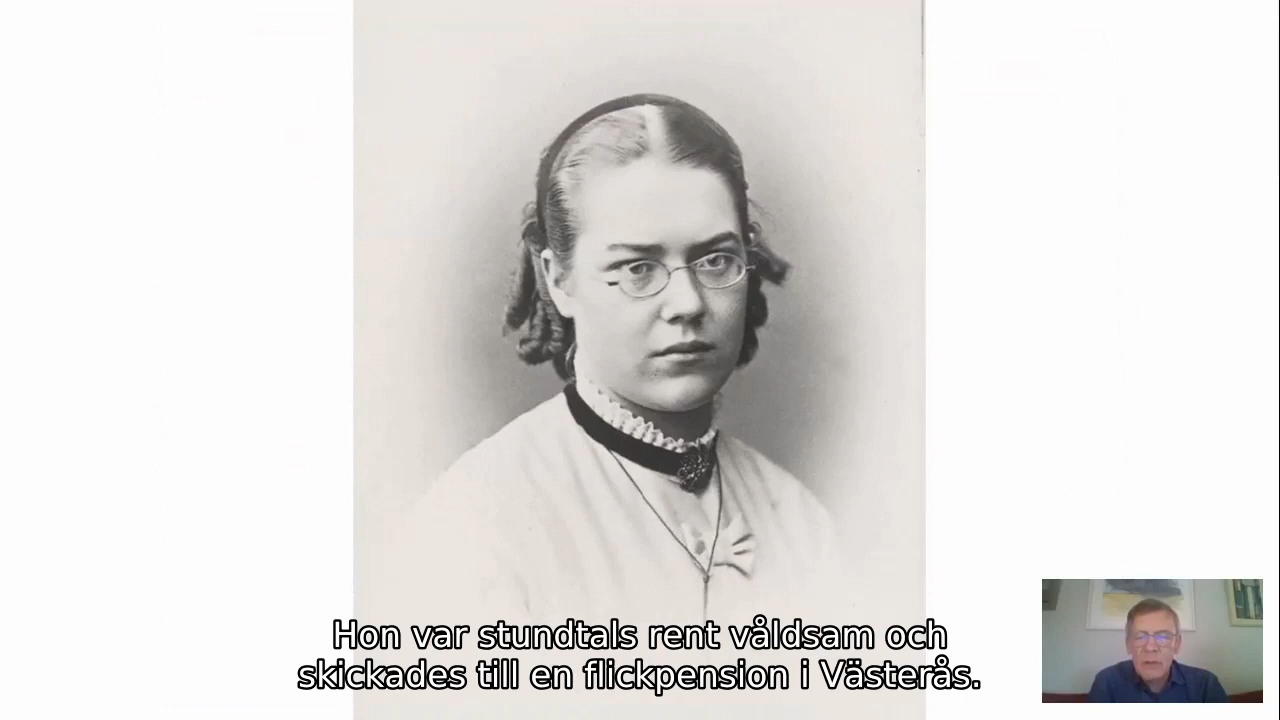 Hon var stundtals rent våldsam och
skickades till en flickpension i Västerås.